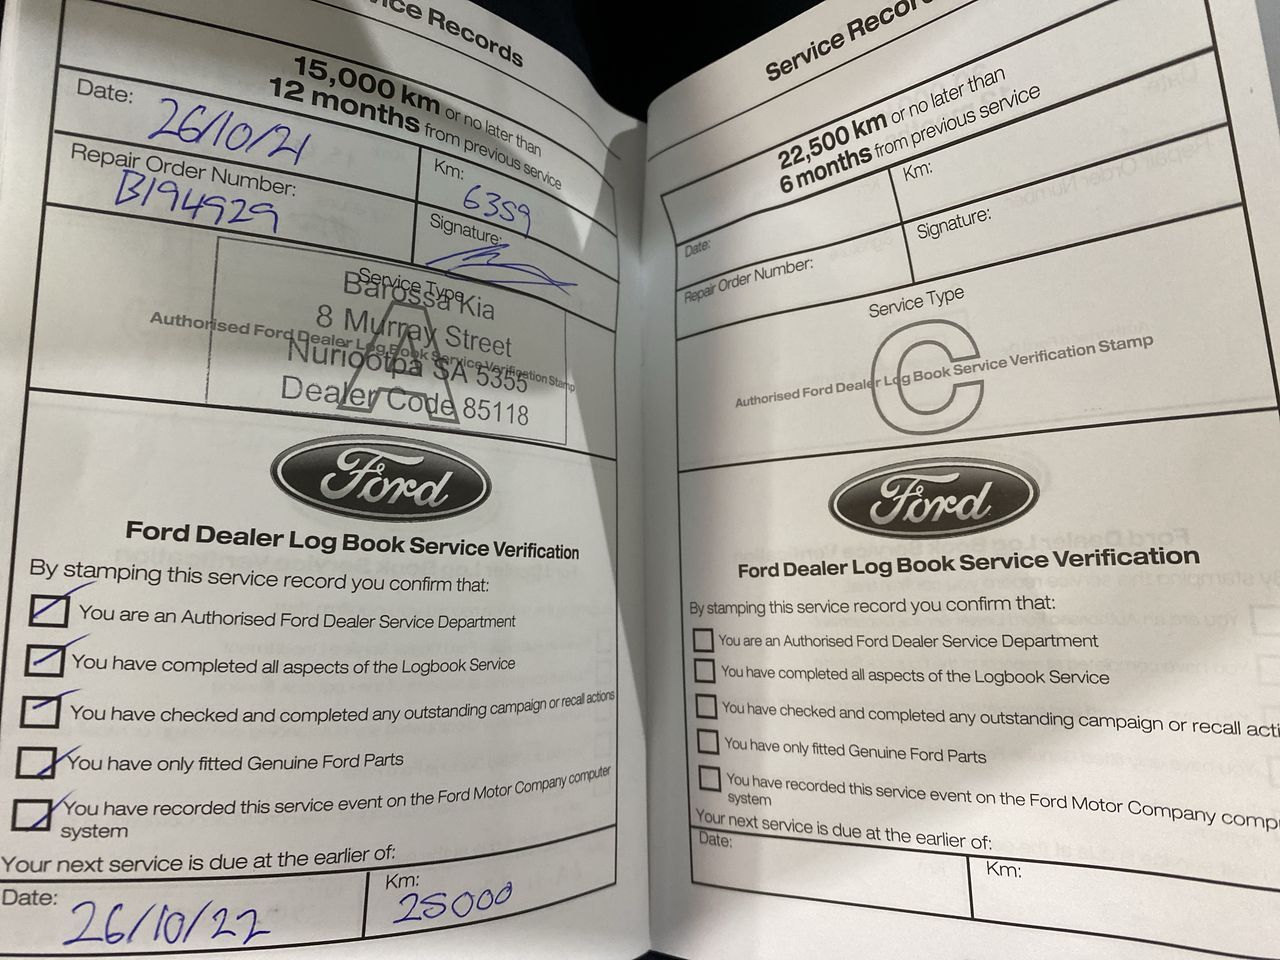 Service Records
15,000 km or no later than
12 months from previous service
Date:
26/10/21
Km:
6359
Repair Order Number:
B194929
Signature:
Service Type
A
Authorised Ford Dealer Log Book Service Verification Stamp
Barossa Kia
8 Murray Street
Nuriootpa SA 5355
Dealer Code 85118
Ford
Ford Dealer Log Book Service Verification
By stamping this service record you confirm that:
You are an Authorised Ford Dealer Service Department
You have completed all aspects of the Logbook Service
You have checked and completed any outstanding campaign or recall actions
You have only fitted Genuine Ford Parts
You have recorded this service event on the Ford Motor Company computer
system
Your next service is due at the earlier of:
Date:
26/10/22
Km:
25000
Service Recor
22,500 km or no later than
6 months from previous service
Date:
Km:
Repair Order Number:
Signature:
Service Type
C
Authorised Ford Dealer Log Book Service Verification Stamp
Ford
Ford Dealer Log Book Service Verification
By stamping this service record you confirm that:
You are an Authorised Ford Dealer Service Department
You have completed all aspects of the Logbook Service
You have checked and completed any outstanding campaign or recall acti
You have only fitted Genuine Ford Parts
You have recorded this service event on the Ford Motor Company comp
system
Your next service is due at the earlier of:
Date:
Km: